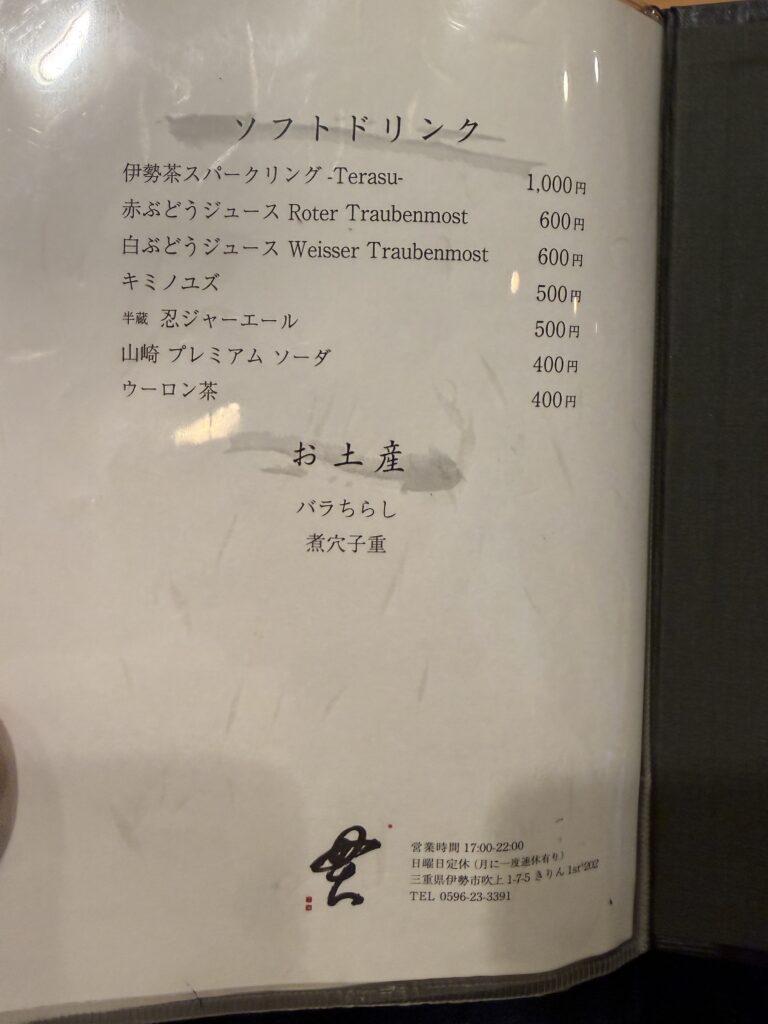 ソフトドリンク
伊勢茶スパークリング -Terasu- 1,000円
赤ぶどうジュース Roter Traubenmost 600円
白ぶどうジュース Weisser Traubenmost 600円
キミノユズ 500円
半蔵 忍ジャーエール 500円
山崎 プレミアム ソーダ 400円
ウーロン茶 400円
お土産
バラちらし
煮穴子重
営業時間 17:00-22:00
日曜日定休(月に一度連休有り)
三重県伊勢市吹上 1-7-5 きりん 1st 202
TEL 0596-23-3391